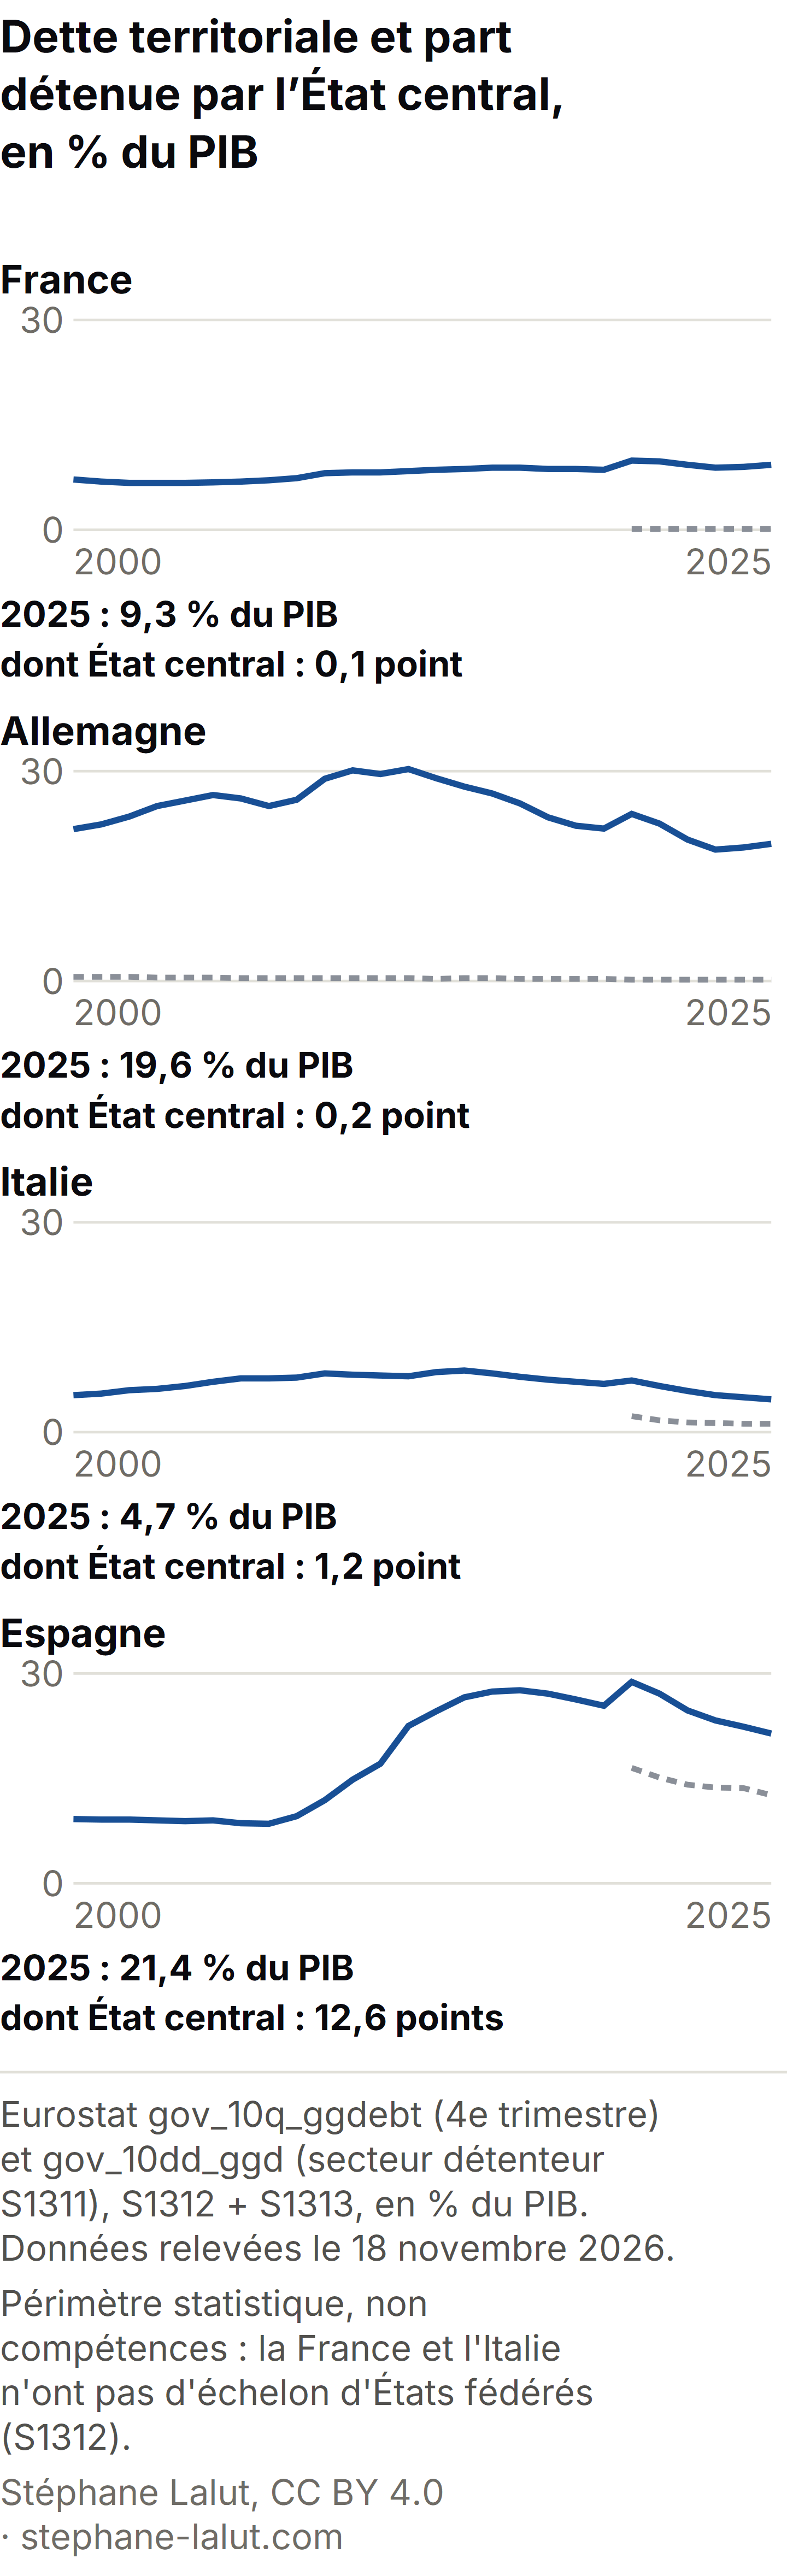 Dette territoriale et part
détenue par l’État central,
en % du PIB
France
30
0
2000 2025
2025 : 9,3 % du PIB
dont État central : 0,1 point
Allemagne
30
0
2000 2025
2025 : 19,6 % du PIB
dont État central : 0,2 point
Italie
30
0
2000 2025
2025 : 4,7 % du PIB
dont État central : 1,2 point
Espagne
30
0
2000 2025
2025 : 21,4 % du PIB
dont État central : 12,6 points
Eurostat gov_10q_ggdebt (4e trimestre)
et gov_10dd_ggd (secteur détenteur
S1311), S1312 + S1313, en % du PIB.
Données relevées le 18 novembre 2026.
Périmètre statistique, non
compétences : la France et l'Italie
n'ont pas d'échelon d'États fédérés
(S1312).
Stéphane Lalut, CC BY 4.0
· stephane-lalut.com